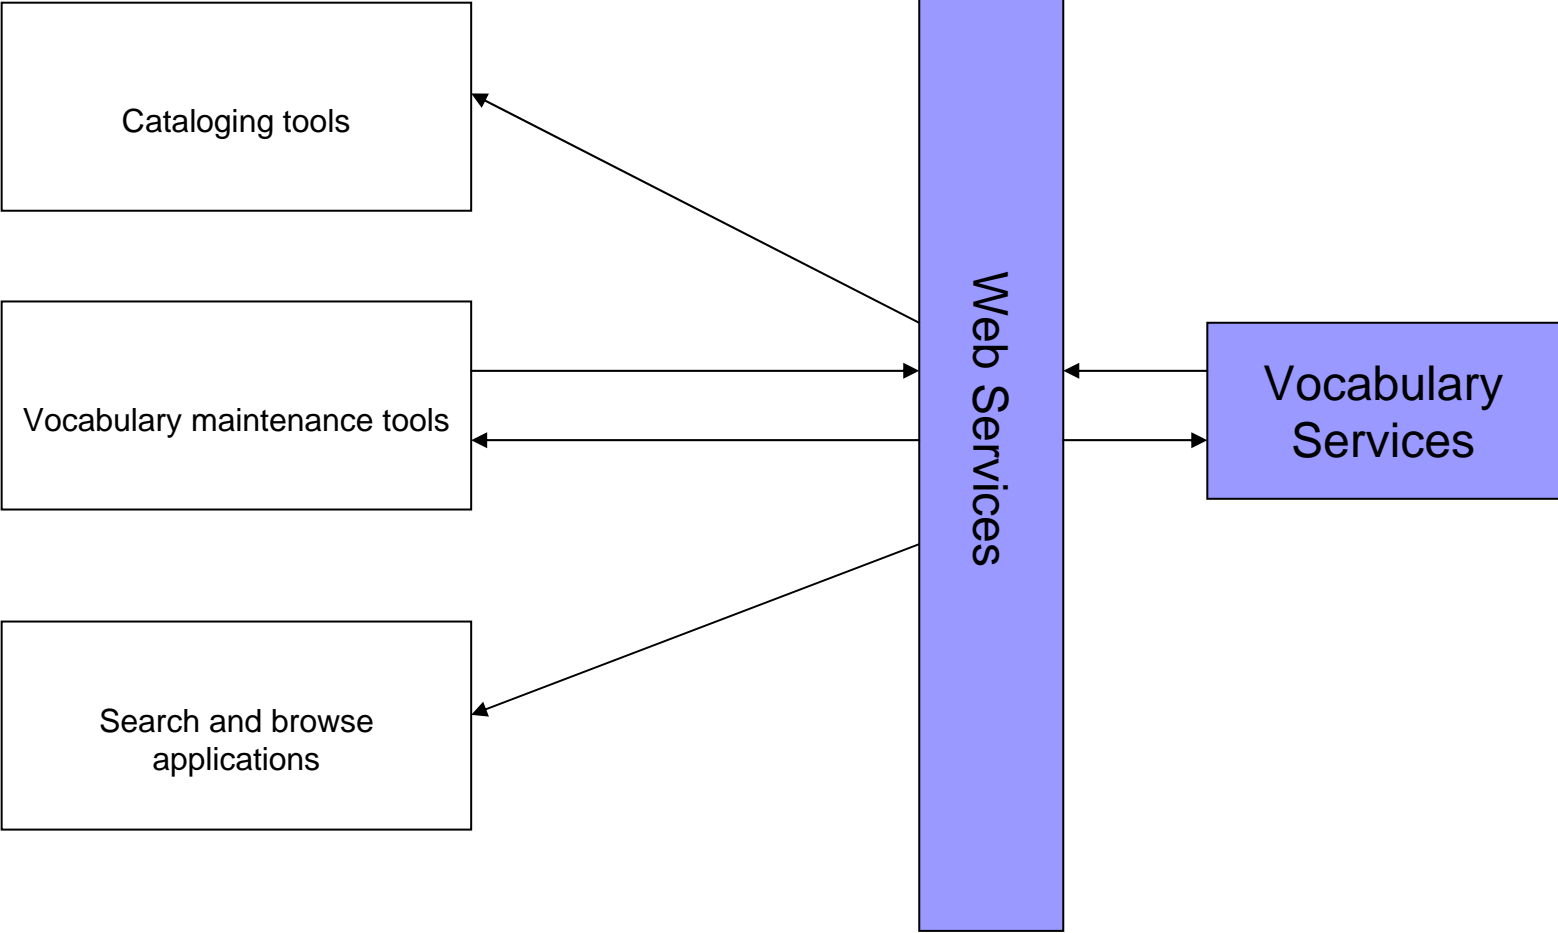 Cataloging tools
Vocabulary maintenance tools
Search and browse
applications
Web Services
Vocabulary
Services